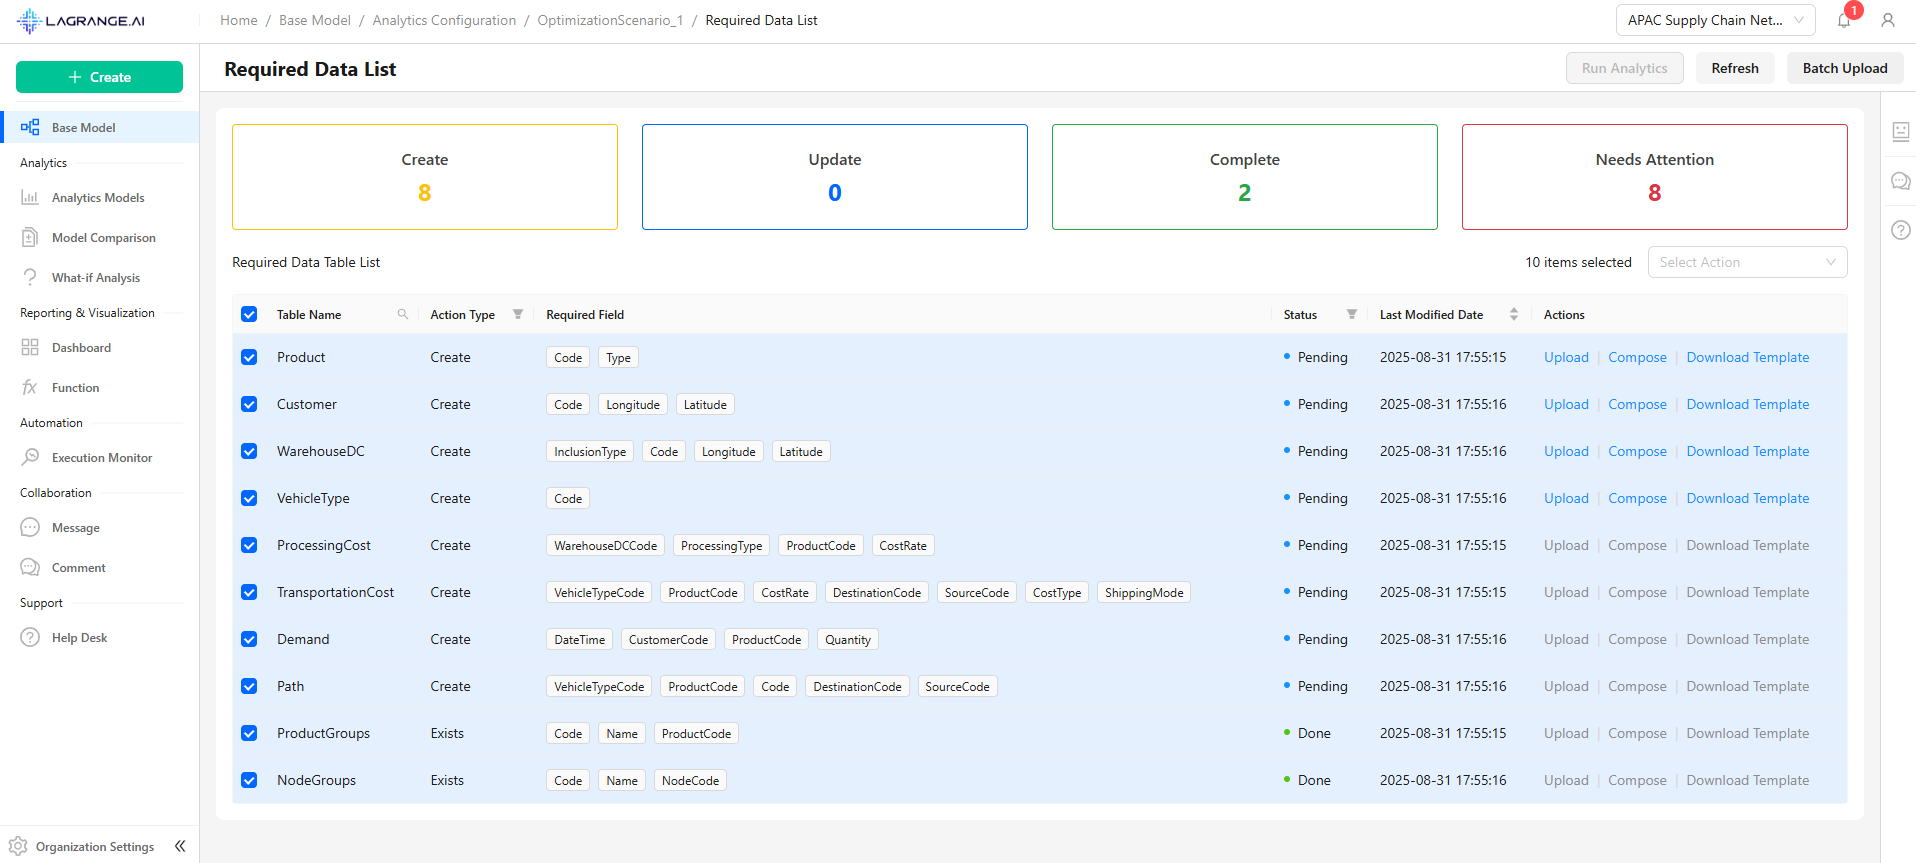 LAGRANGE.AI
Home / Base Model / Analytics Configuration / OptimizationScenario_1 / Required Data List
APAC Supply Chain Net...
1
Create
Required Data List
Run Analytics
Refresh
Batch Upload
Base Model
Analytics
Analytics Models
Model Comparison
What-if Analysis
Reporting & Visualization
Dashboard
Function
Automation
Execution Monitor
Collaboration
Message
Comment
Support
Help Desk
Organization Settings
Create
8
Update
0
Complete
2
Needs Attention
8
Required Data Table List
10 items selected
Select Action
Table Name Action Type Required Field Status Last Modified Date Actions
Product Create Code Type Pending 2025-08-31 17:55:15 Upload | Compose | Download Template
Customer Create Code Longitude Latitude Pending 2025-08-31 17:55:16 Upload | Compose | Download Template
WarehouseDC Create InclusionType Code Longitude Latitude Pending 2025-08-31 17:55:16 Upload | Compose | Download Template
VehicleType Create Code Pending 2025-08-31 17:55:16 Upload | Compose | Download Template
ProcessingCost Create WarehouseDCCode ProcessingType ProductCode CostRate Pending 2025-08-31 17:55:15 Upload | Compose | Download Template
TransportationCost Create VehicleTypeCode ProductCode CostRate DestinationCode SourceCode CostType ShippingMode Pending 2025-08-31 17:55:15 Upload | Compose | Download Template
Demand Create DateTime CustomerCode ProductCode Quantity Pending 2025-08-31 17:55:16 Upload | Compose | Download Template
Path Create VehicleTypeCode ProductCode Code DestinationCode SourceCode Pending 2025-08-31 17:55:16 Upload | Compose | Download Template
ProductGroups Exists Code Name ProductCode Done 2025-08-31 17:55:15 Upload | Compose | Download Template
NodeGroups Exists Code Name NodeCode Done 2025-08-31 17:55:16 Upload | Compose | Download Template